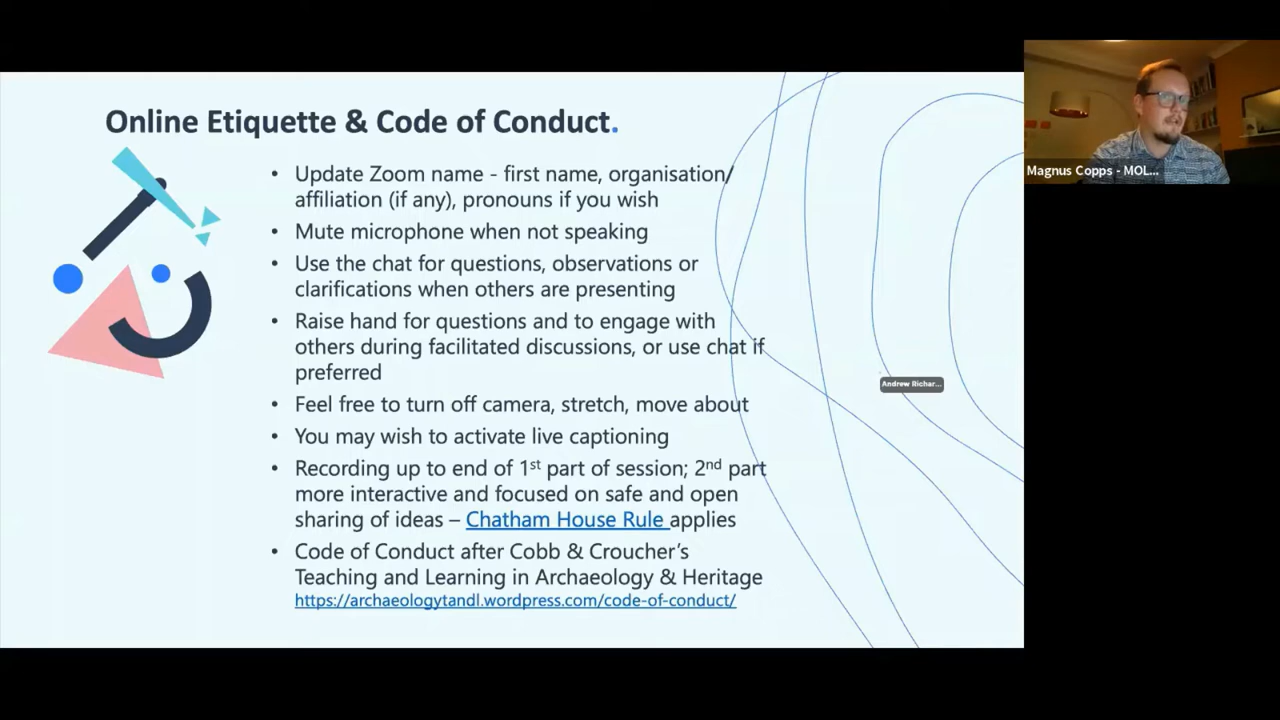 Online Etiquette & Code of Conduct.
• Update Zoom name - first name, organisation/
affiliation (if any), pronouns if you wish
• Mute microphone when not speaking
• Use the chat for questions, observations or
clarifications when others are presenting
• Raise hand for questions and to engage with
others during facilitated discussions, or use chat if
preferred
• Feel free to turn off camera, stretch, move about
• You may wish to activate live captioning
• Recording up to end of 1st part of session; 2nd part
more interactive and focused on safe and open
sharing of ideas – Chatham House Rule applies
• Code of Conduct after Cobb & Croucher’s
Teaching and Learning in Archaeology & Heritage
https://archaeologytandl.wordpress.com/code-of-conduct/
Andrew Richar...
Magnus Copps - MOL...